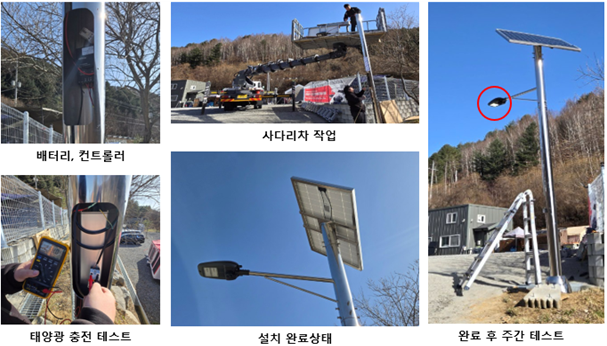 배터리, 컨트롤러
사다리차 작업
태양광 충전 테스트
설치 완료상태
완료 후 주간 테스트